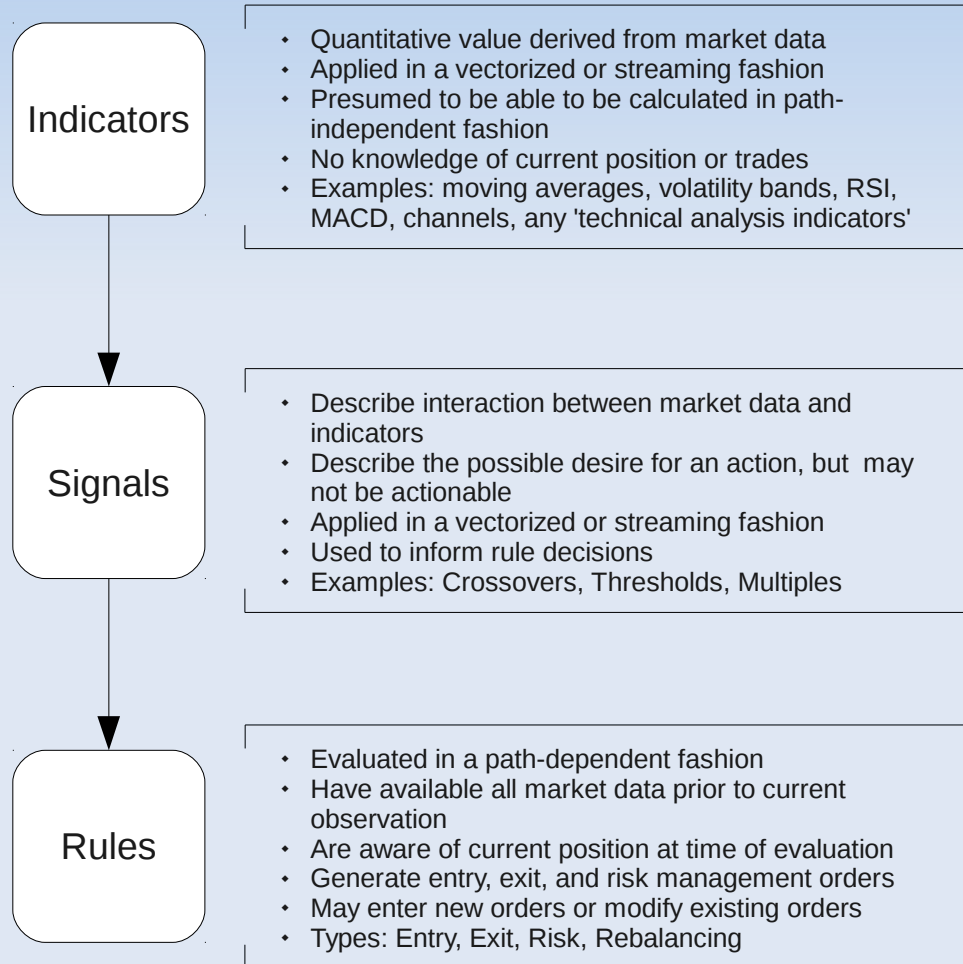 Indicators
• Quantitative value derived from market data
• Applied in a vectorized or streaming fashion
• Presumed to be able to be calculated in path-
independent fashion
• No knowledge of current position or trades
• Examples: moving averages, volatility bands, RSI,
MACD, channels, any 'technical analysis indicators'
Signals
• Describe interaction between market data and
indicators
• Describe the possible desire for an action, but  may
not be actionable
• Applied in a vectorized or streaming fashion
• Used to inform rule decisions
• Examples: Crossovers, Thresholds, Multiples
Rules
• Evaluated in a path-dependent fashion
• Have available all market data prior to current
observation
• Are aware of current position at time of evaluation
• Generate entry, exit, and risk management orders
• May enter new orders or modify existing orders
• Types: Entry, Exit, Risk, Rebalancing